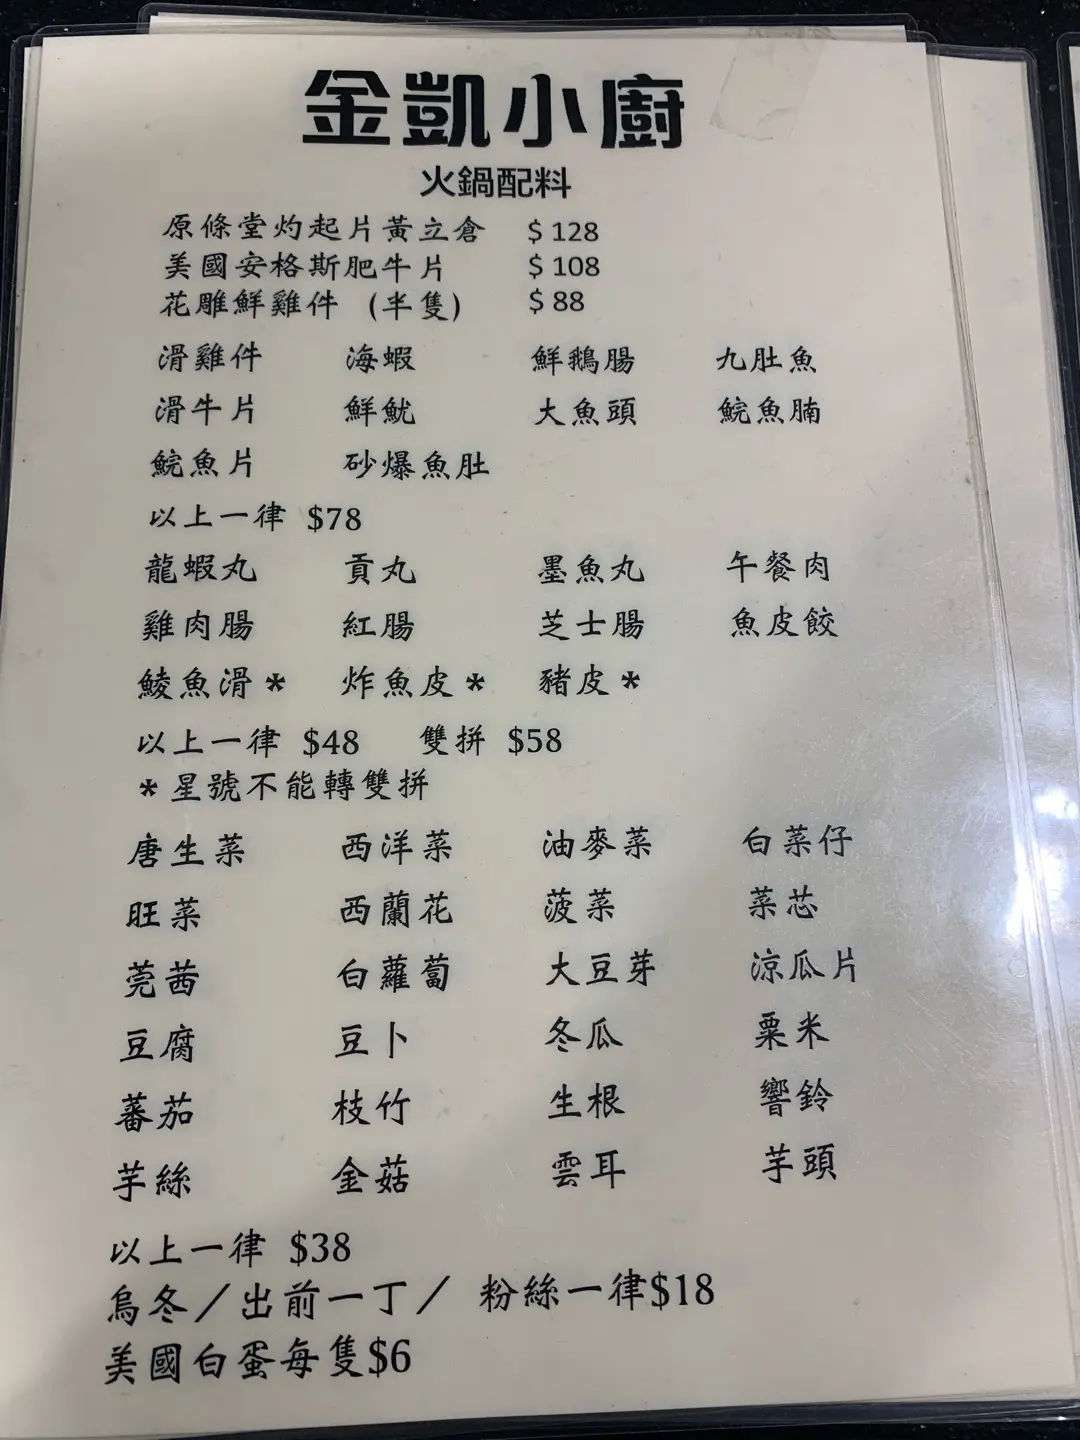 金凱小廚
火鍋配料
原條堂灼起片黃立倉 $128
美國安格斯肥牛片 $108
花雕鮮雞件 (半隻) $88
滑雞件 海蝦 鮮鵝腸 九肚魚
滑牛片 鮮魷 大魚頭 鯇魚腩
鯇魚片 砂爆魚肚
以上一律 $78
龍蝦丸 貢丸 墨魚丸 午餐肉
雞肉腸 紅腸 芝士腸 魚皮餃
鯪魚滑* 炸魚皮* 豬皮*
以上一律 $48 雙拼 $58
*星號不能轉雙拼
唐生菜 西洋菜 油麥菜 白菜仔
旺菜 西蘭花 菠菜 菜芯
莞茜 白蘿蔔 大豆芽 涼瓜片
豆腐 豆卜 冬瓜 粟米
蕃茄 枝竹 生根 響鈴
芋絲 金菇 雲耳 芋頭
以上一律 $38
烏冬/出前一丁/ 粉絲一律$18
美國白蛋每隻$6